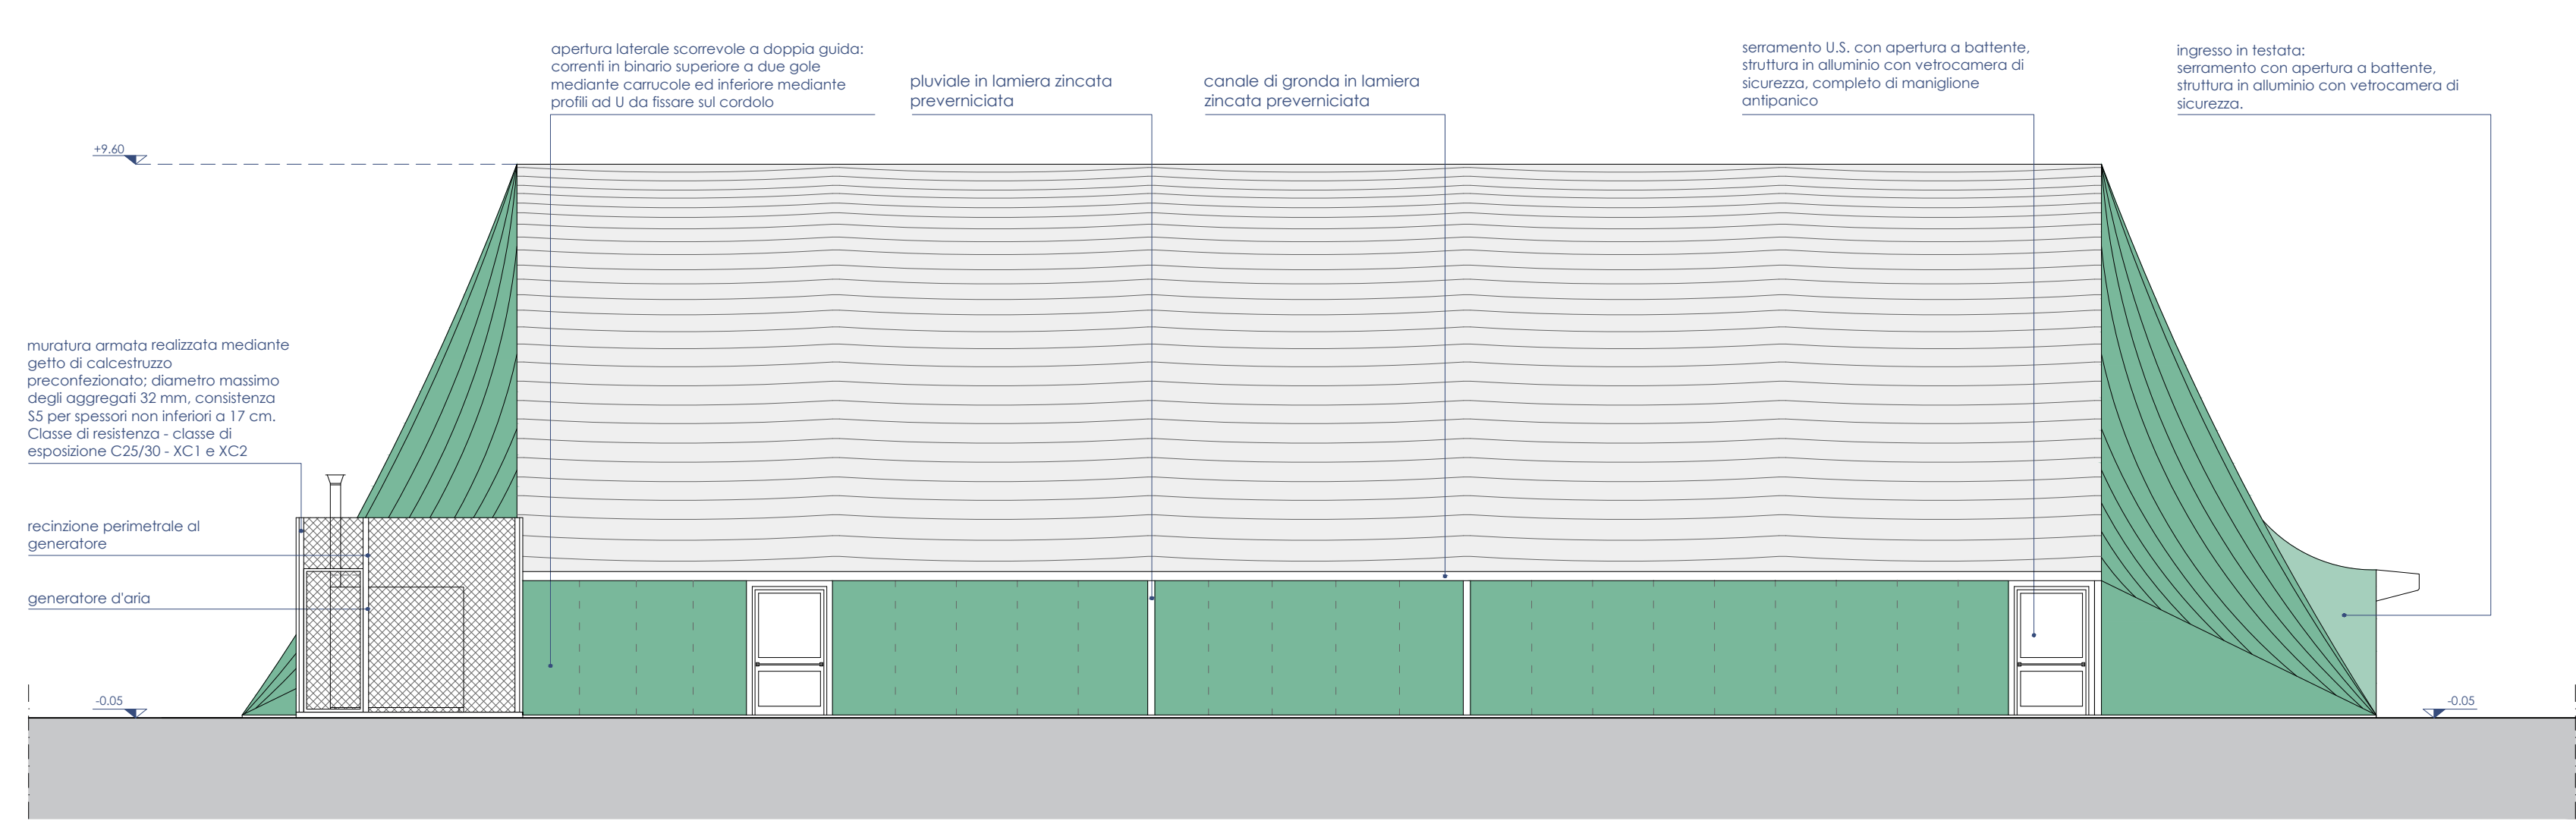 apertura laterale scorrevole a doppia guida:
correnti in binario superiore a due gole
mediante carrucole ed inferiore mediante
profili ad U da fissare sul cordolo
pluviale in lamiera zincata
preverniciata
canale di gronda in lamiera
zincata preverniciata
serramento U.S. con apertura a battente,
struttura in alluminio con vetrocamera di
sicurezza, completo di maniglione
antipanico
ingresso in testata:
serramento con apertura a battente,
struttura in alluminio con vetrocamera di
sicurezza.
+9.60
muratura armata realizzata mediante
getto di calcestruzzo
preconfezionato; diametro massimo
degli aggregati 32 mm, consistenza
S5 per spessori non inferiori a 17 cm.
Classe di resistenza - classe di
esposizione C25/30 - XC1 e XC2
recinzione perimetrale al
generatore
generatore d'aria
-0.05
-0.05